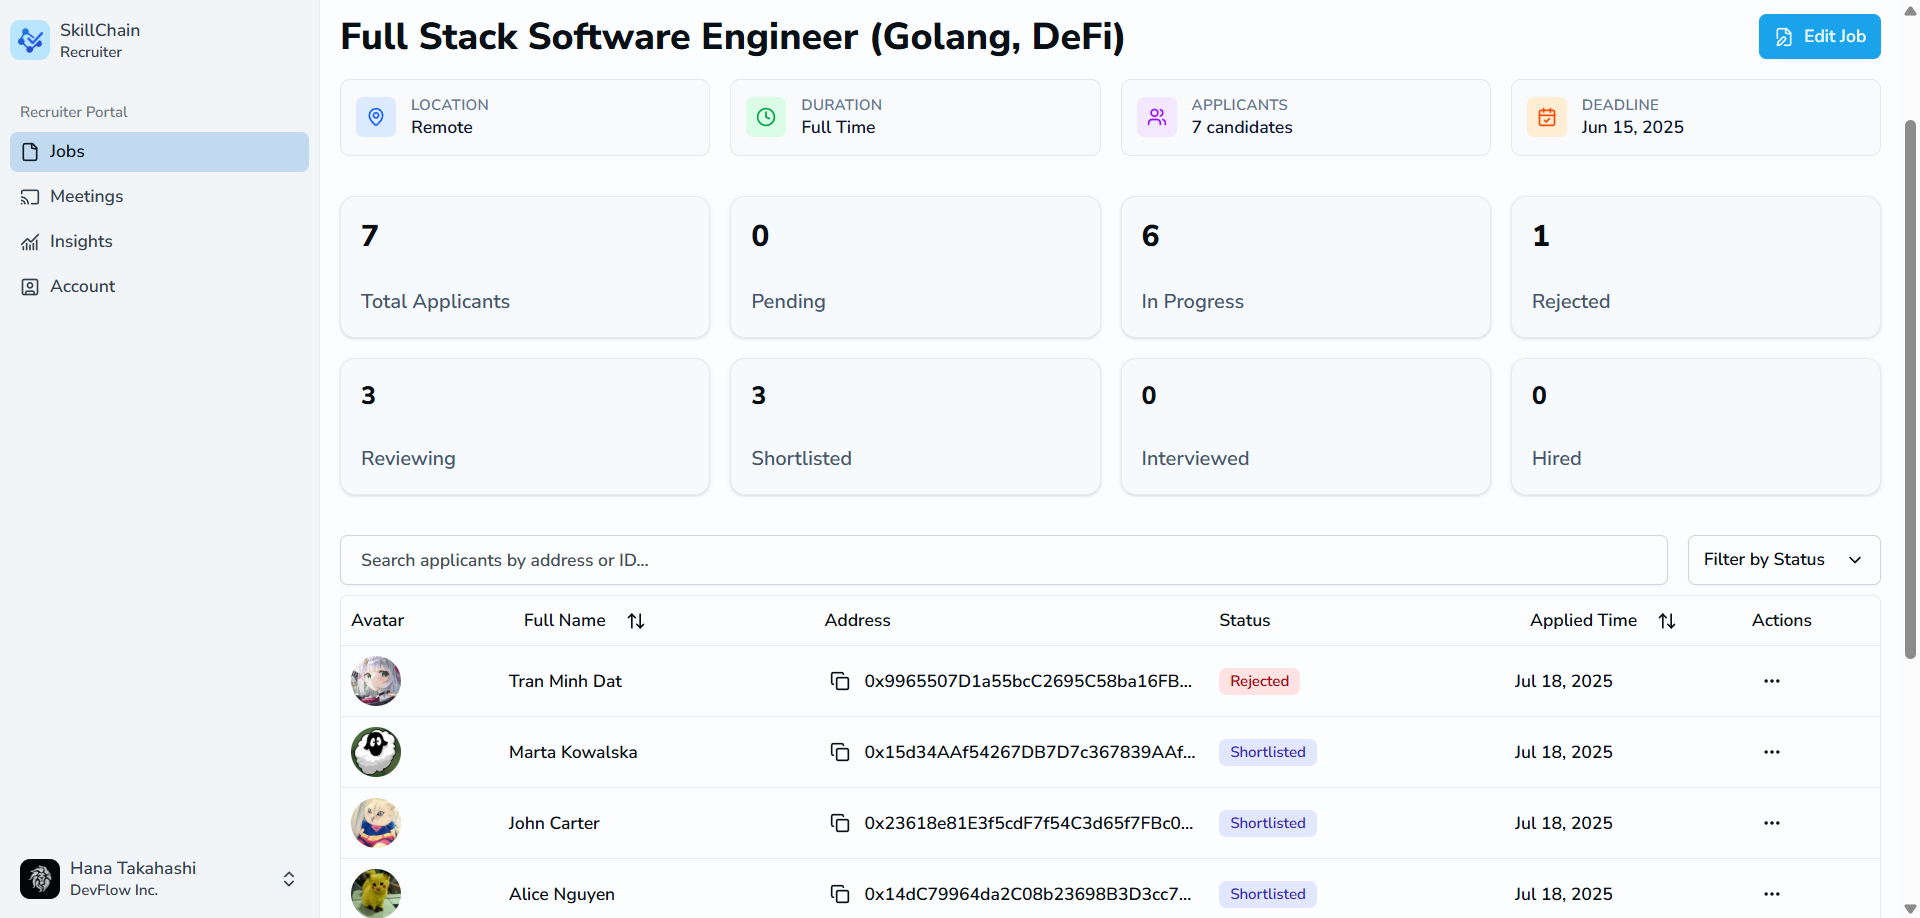 SkillChain
Recruiter
Recruiter Portal
Jobs
Meetings
Insights
Account
Hana Takahashi
DevFlow Inc.
Full Stack Software Engineer (Golang, DeFi)
Edit Job
LOCATION
Remote
DURATION
Full Time
APPLICANTS
7 candidates
DEADLINE
Jun 15, 2025
7
Total Applicants
0
Pending
6
In Progress
1
Rejected
3
Reviewing
3
Shortlisted
0
Interviewed
0
Hired
Search applicants by address or ID...
Filter by Status
Avatar Full Name Address Status Applied Time Actions
Tran Minh Dat 0x9965507D1a55bcC2695C58ba16FB... Rejected Jul 18, 2025
Marta Kowalska 0x15d34AAf54267DB7D7c367839AAf... Shortlisted Jul 18, 2025
John Carter 0x23618e81E3f5cdF7f54C3d65f7FBc0... Shortlisted Jul 18, 2025
Alice Nguyen 0x14dC79964da2C08b23698B3D3cc7... Shortlisted Jul 18, 2025